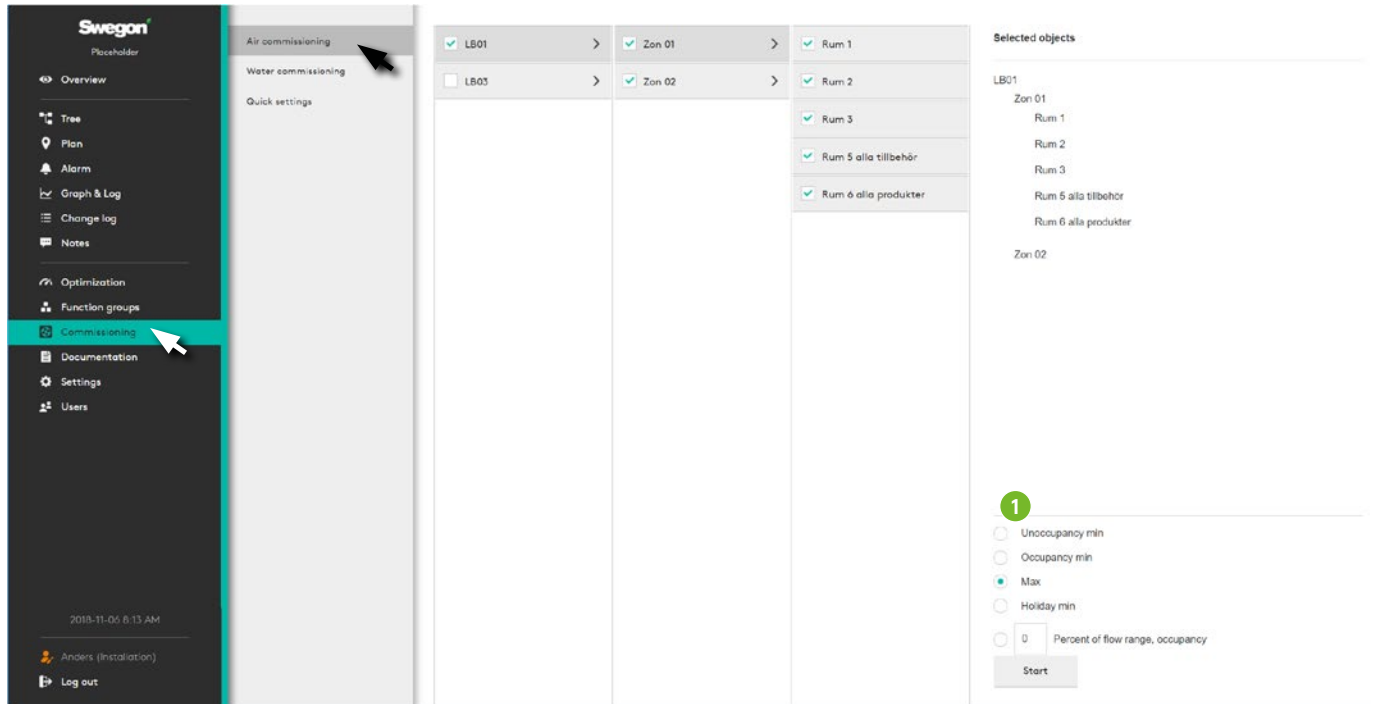 Swegon
Placeholder
Overview
Tree
Plan
Alarm
Graph & Log
Change log
Notes
Optimization
Function groups
Commissioning
Documentation
Settings
Users
2018-11-06 8:13 AM
Anders (Installation)
Log out
Air commissioning
Water commissioning
Quick settings
LB01
LB03
Zon 01
Zon 02
Rum 1
Rum 2
Rum 3
Rum 5 alla tillbehör
Rum 6 alla produkter
Selected objects
LB01
Zon 01
Rum 1
Rum 2
Rum 3
Rum 5 alla tillbehör
Rum 6 alla produkter
Zon 02
1
Unoccupancy min
Occupancy min
Max
Holiday min
0 Percent of flow range, occupancy
Start